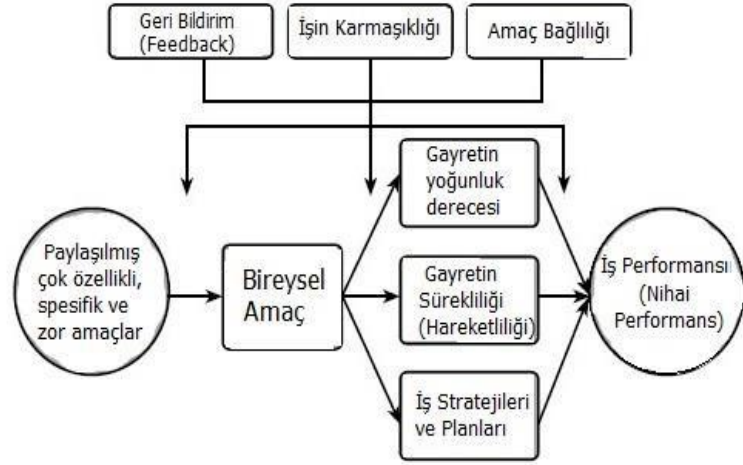 Geri Bildirim
(Feedback)
İşin Karmaşıklığı
Amaç Bağlılığı
Gayretin
yoğunluk
derecesi
Paylaşılmış
çok özellikli,
spesifik ve
zor amaçlar
Bireysel
Amaç
Gayretin
Sürekliliği
(Hareketliliği)
İş Performansıı
(Nihai
Performans)
İş Stratejileri
ve Planları